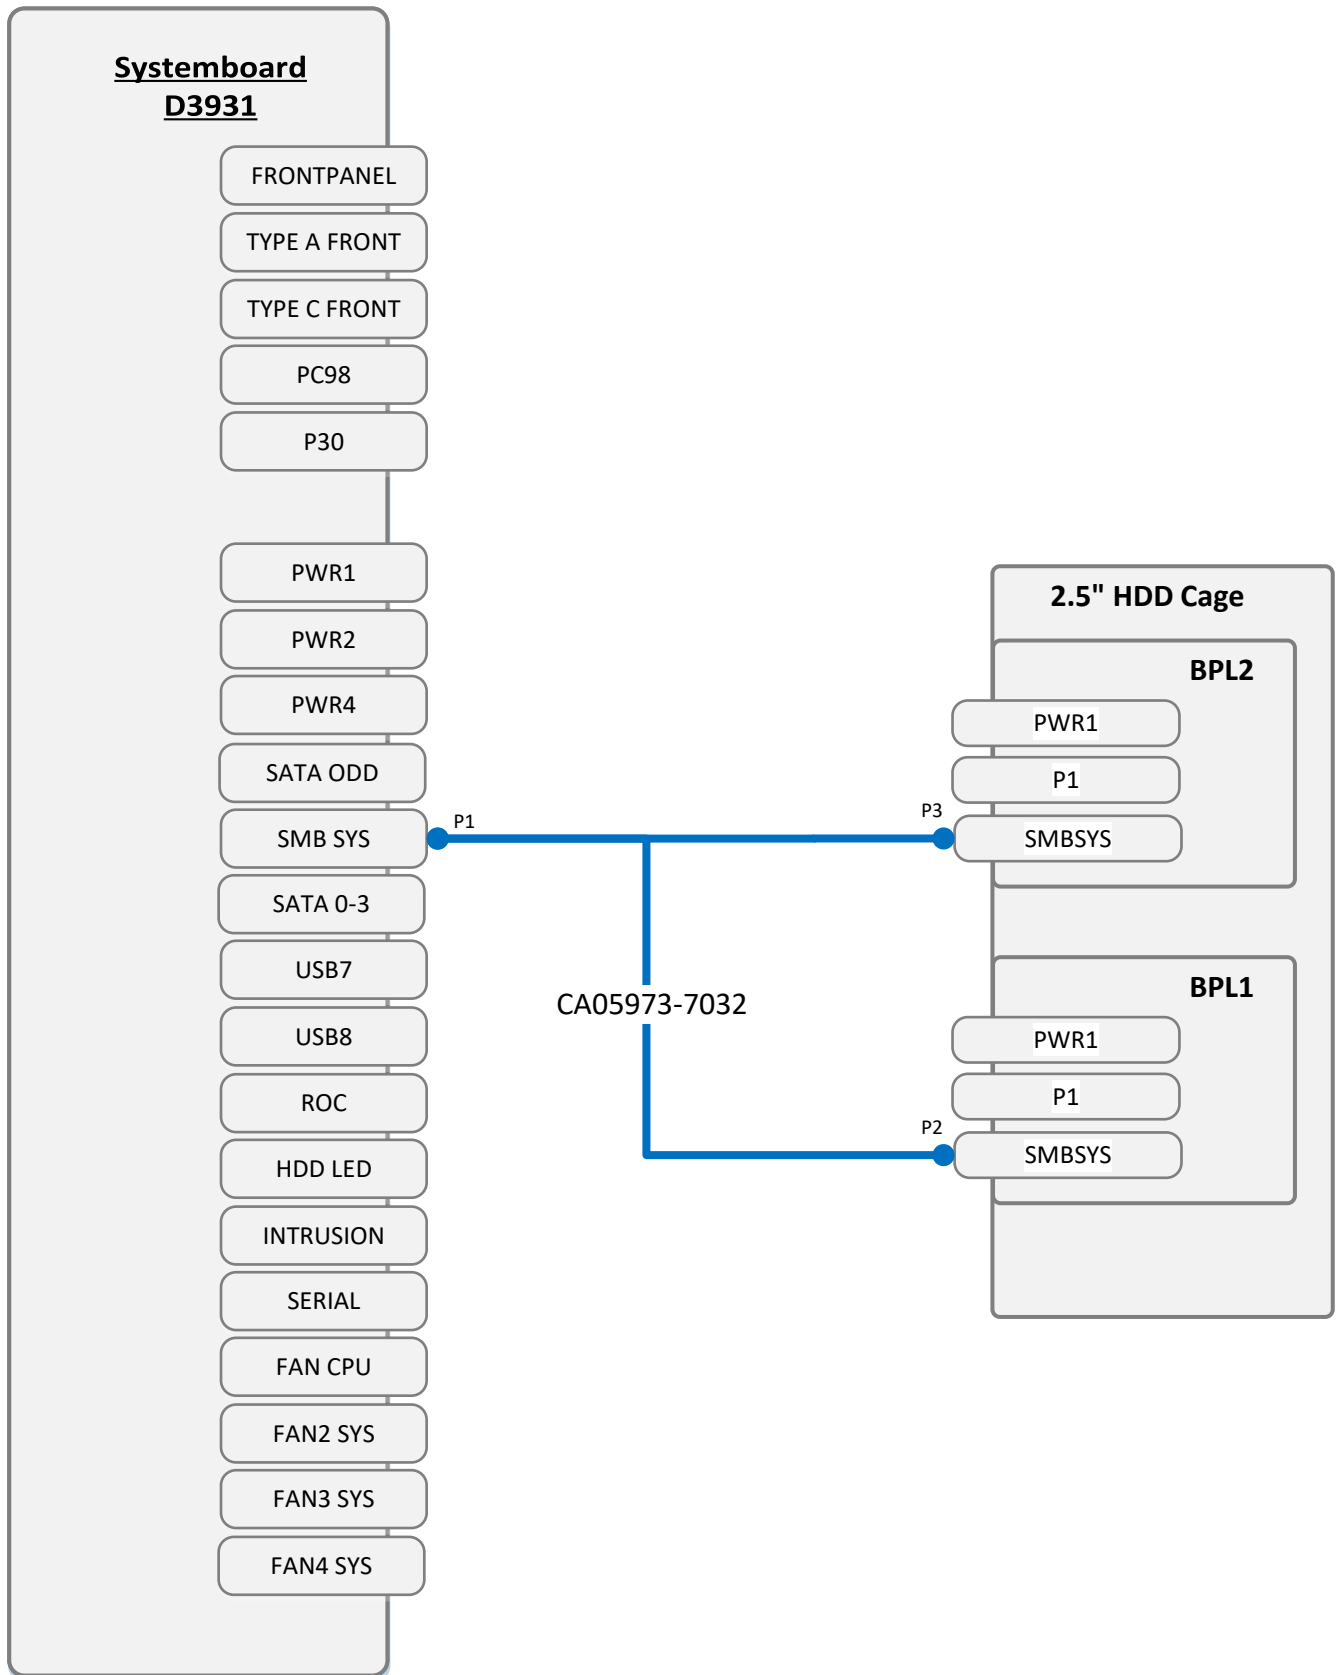 Systemboard
D3931
FRONTPANEL
TYPE A FRONT
TYPE C FRONT
PC98
P30
PWR1
PWR2
PWR4
SATA ODD
SMB SYS
SATA 0-3
USB7
USB8
ROC
HDD LED
INTRUSION
SERIAL
FAN CPU
FAN2 SYS
FAN3 SYS
FAN4 SYS
P1
CA05973-7032
P3
P2
2.5" HDD Cage
BPL2
PWR1
P1
SMBSYS
BPL1
PWR1
P1
SMBSYS